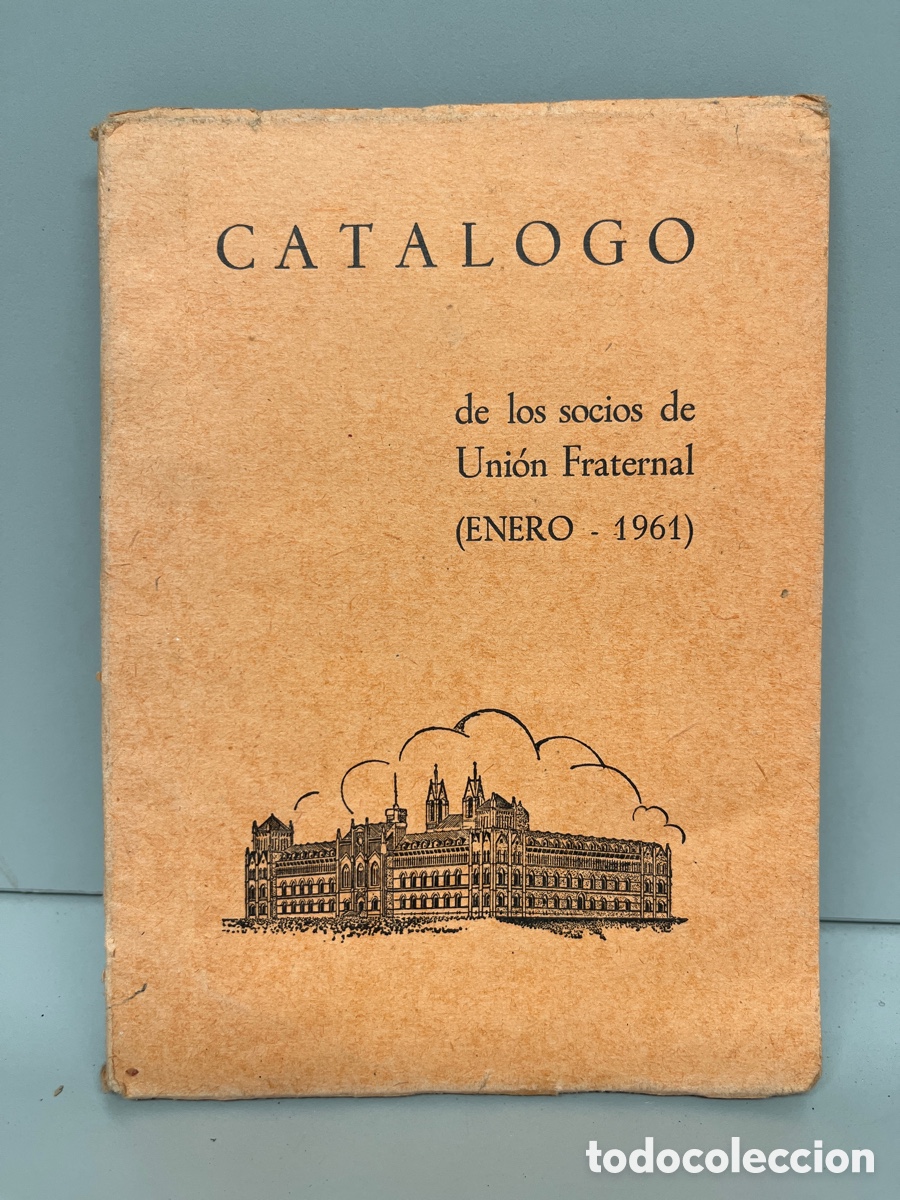 CATALOGO
de los socios de
Unión Fraternal
(ENERO - 1961)
todocoleccion